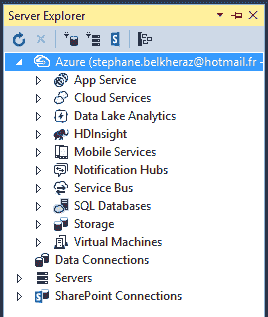 Server Explorer
Azure (stephane.belkheraz@hotmail.fr -
App Service
Cloud Services
Data Lake Analytics
HDInsight
Mobile Services
Notification Hubs
Service Bus
SQL Databases
Storage
Virtual Machines
Data Connections
Servers
SharePoint Connections